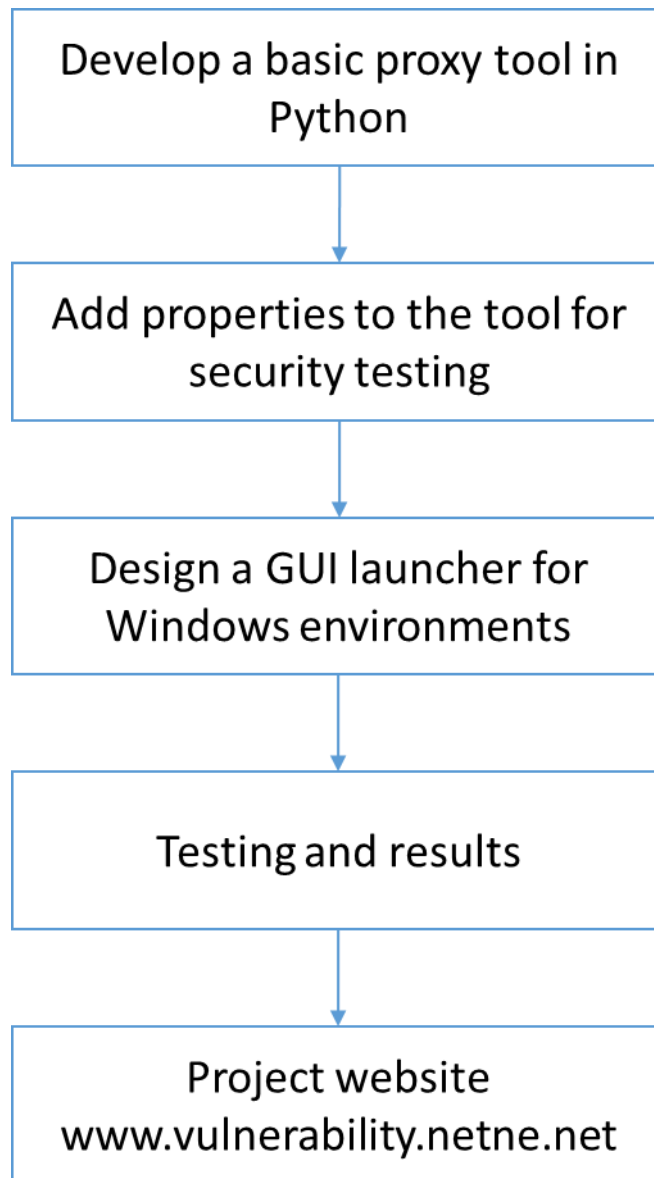 Develop a basic proxy tool in
Python
Add properties to the tool for
security testing
Design a GUI launcher for
Windows environments
Testing and results
Project website
www.vulnerability.netne.net